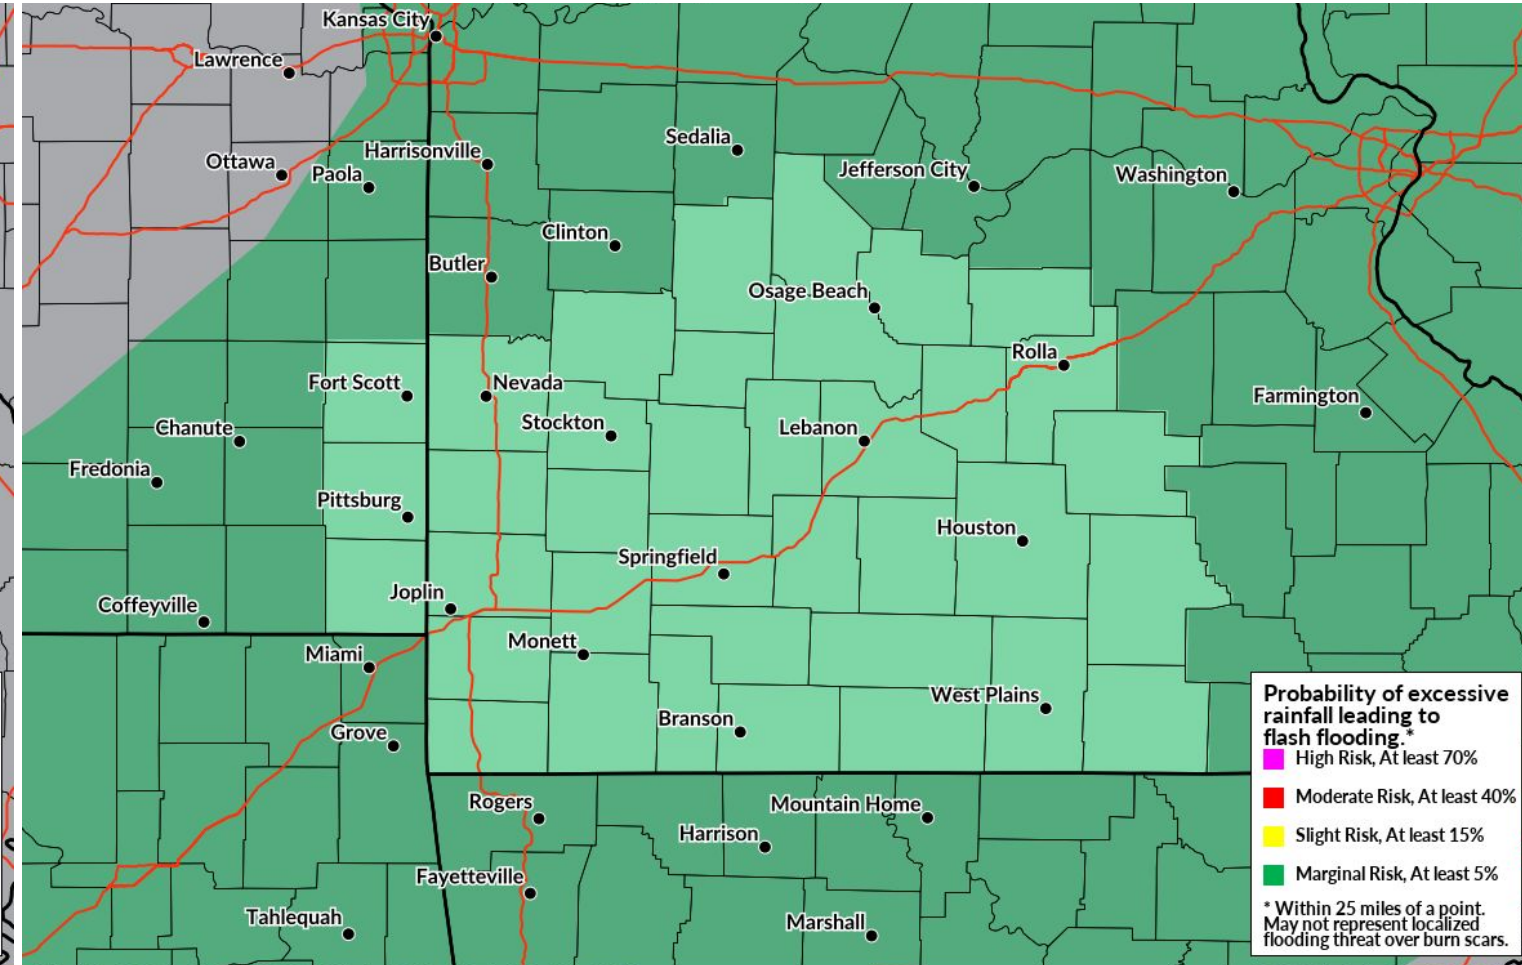 Kansas City
Lawrence
Sedalia
Harrisonville
Ottawa
Paola
Jefferson City
Washington
Clinton
Butler
Osage Beach
Rolla
Fort Scott
Nevada
Farmington
Stockton
Chanute
Lebanon
Fredonia
Pittsburg
Houston
Springfield
Joplin
Coffeyville
Monett
Miami
West Plains
Branson
Grove
Rogers
Mountain Home
Harrison
Fayetteville
Tahlequah
Marshall
Probability of excessive
rainfall leading to
flash flooding.*
High Risk, At least 70%
Moderate Risk, At least 40%
Slight Risk, At least 15%
Marginal Risk, At least 5%
* Within 25 miles of a point.
May not represent localized
flooding threat over burn scars.